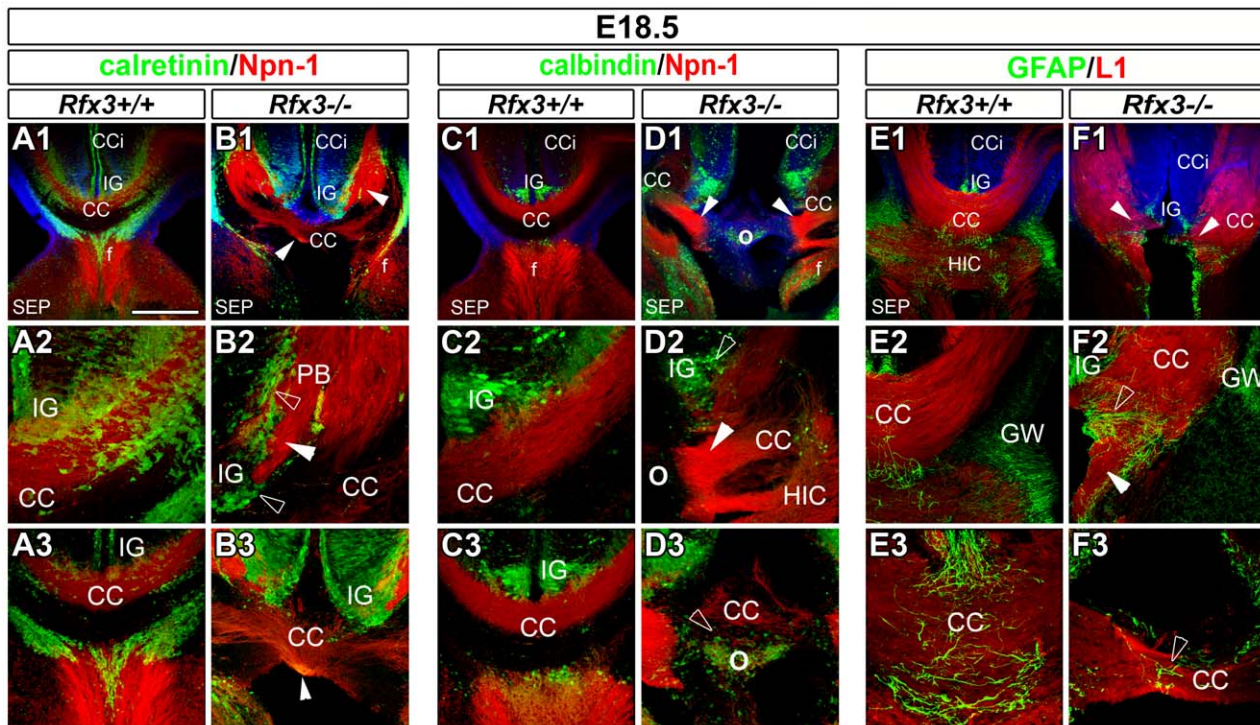 E18.5
calretinin/Npn-1 calbindin/Npn-1 GFAP/L1
Rfx3+/+ Rfx3-/- Rfx3+/+ Rfx3-/- Rfx3+/+ Rfx3-/-
A1 CCi IG CC f SEP
B1 CCi IG CC f
C1 CCi IG CC f SEP
D1 CCi CC CC O f
E1 CCi IG CC HIC SEP
F1 CCi IG CC
A2 IG CC
B2 PB IG CC
C2 IG CC
D2 IG CC O HIC
E2 CC GW
F2 IG CC GW
A3 IG CC
B3 IG CC
C3 IG CC
D3 CC O
E3 CC
F3 CC